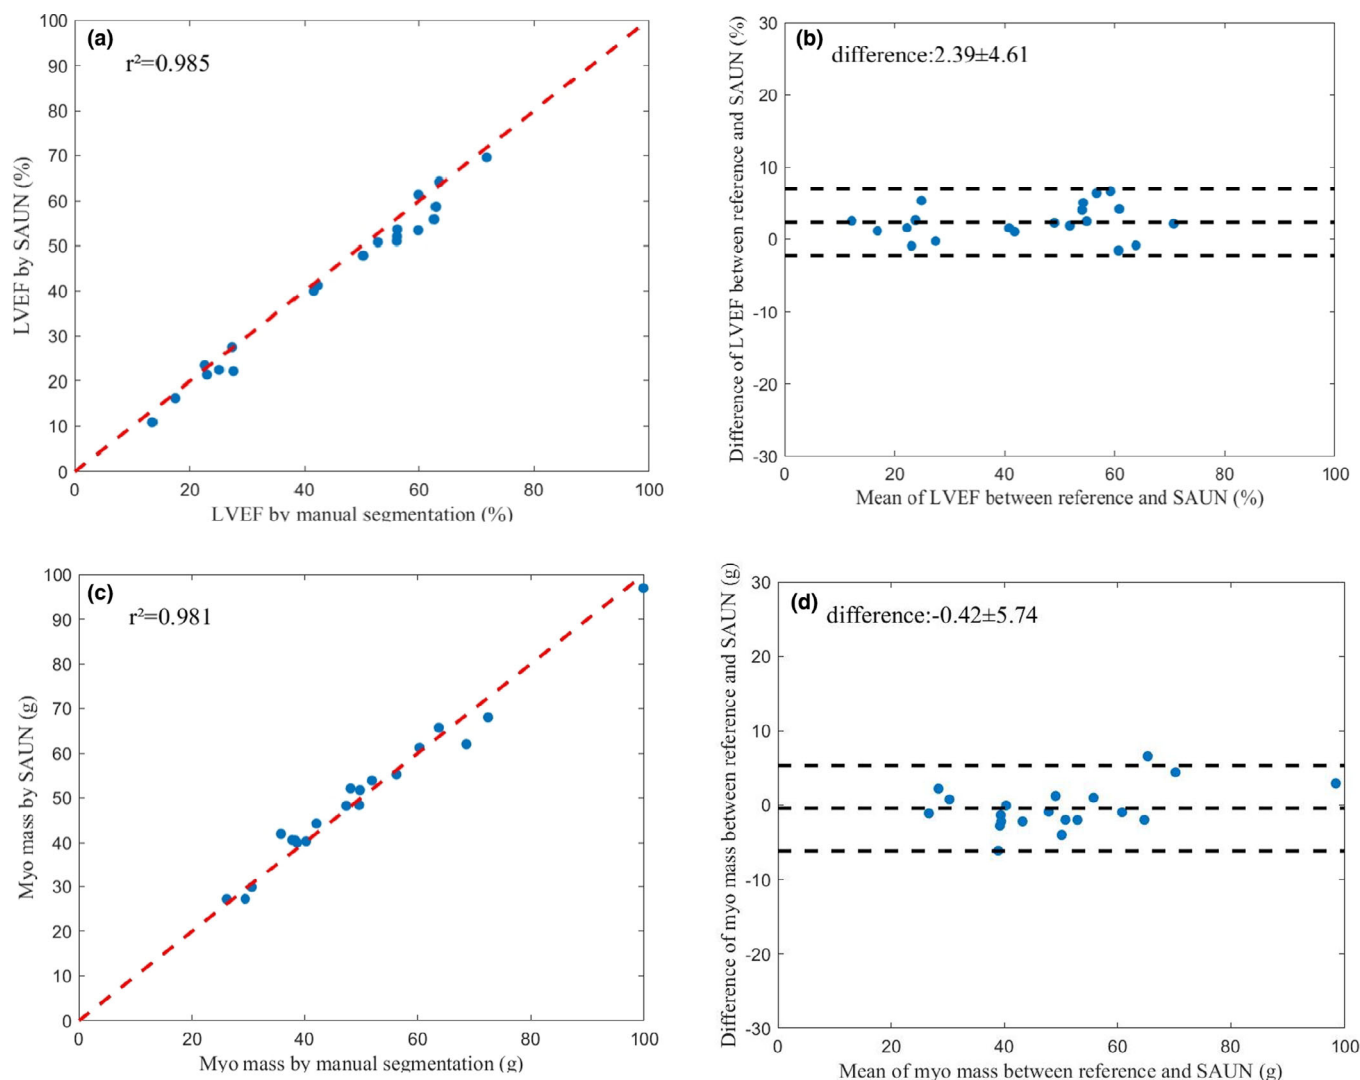 (a)
r²=0.985
100
90
80
70
60
50
40
30
20
10
0
0 20 40 60 80 100
LVEF by SAUN (%)
LVEF by manual segmentation (%)
(b)
difference:2.39±4.61
30
20
10
0
-10
-20
-30
0 20 40 60 80 100
Difference of LVEF between reference and SAUN (%)
Mean of LVEF between reference and SAUN (%)
(c)
r²=0.981
100
90
80
70
60
50
40
30
20
10
0
0 20 40 60 80 100
Myo mass by SAUN (g)
Myo mass by manual segmentation (g)
(d)
difference:-0.42±5.74
30
20
10
0
-10
-20
-30
0 20 40 60 80 100
Difference of myo mass between reference and SAUN (g)
Mean of myo mass between reference and SAUN (g)